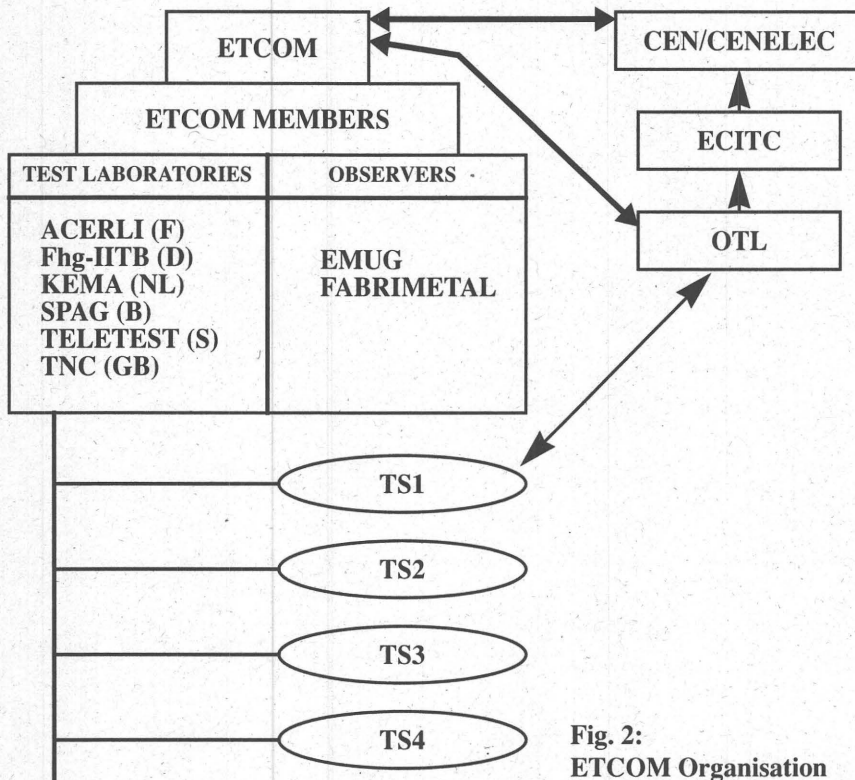 ETCOM
CEN/CENELEC
ETCOM MEMBERS
ECITC
TEST LABORATORIES
OBSERVERS
OTL
ACERLI (F)
Fhg-IITB (D)
KEMA (NL)
SPAG (B)
TELETEST (S)
TNC (GB)
EMUG
FABRIMETAL
TS1
TS2
TS3
TS4
Fig. 2:
ETCOM Organisation